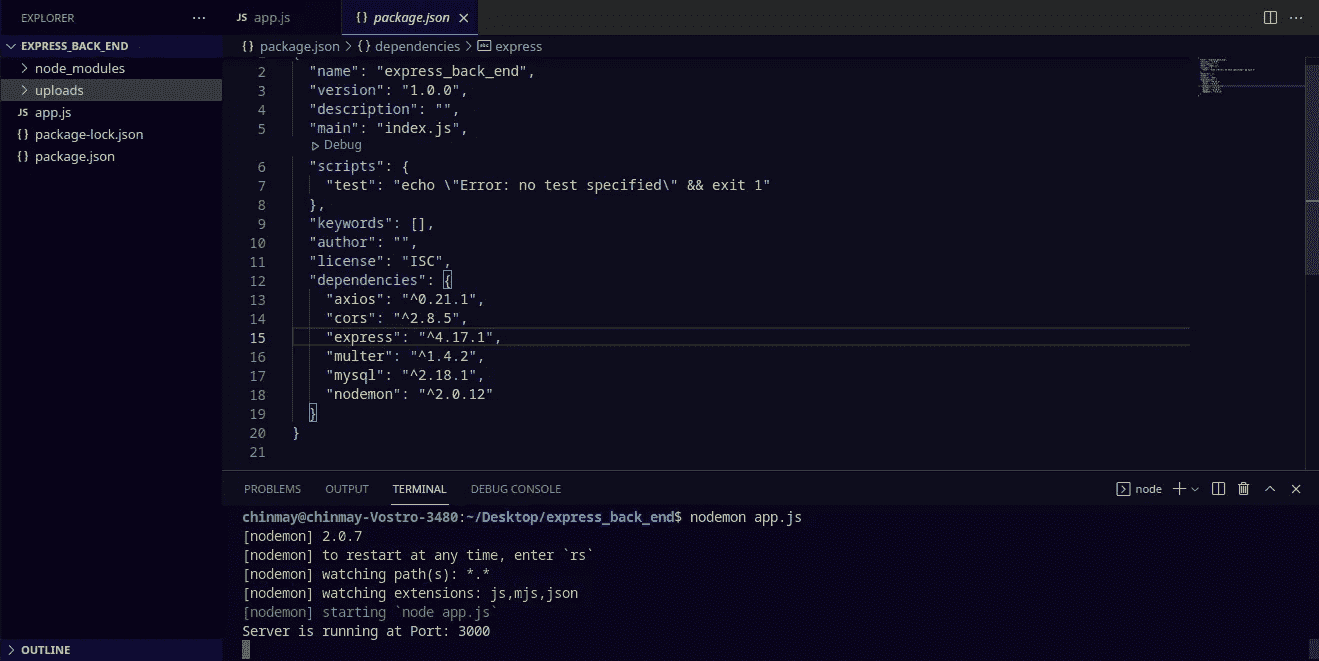 EXPLORER ···
EXPRESS_BACK_END
node_modules
uploads
JS app.js
{} package-lock.json
{} package.json
OUTLINE
JS app.js {} package.json ×
{} package.json > {} dependencies > abc express
2 "name": "express_back_end",
3 "version": "1.0.0",
4 "description": "",
5 "main": "index.js",
Debug
6 "scripts": {
7 "test": "echo \"Error: no test specified\" && exit 1"
8 },
9 "keywords": [],
10 "author": "",
11 "license": "ISC",
12 "dependencies": {
13 "axios": "^0.21.1",
14 "cors": "^2.8.5",
15 "express": "^4.17.1",
16 "multer": "^1.4.2",
17 "mysql": "^2.18.1",
18 "nodemon": "^2.0.12"
19 }
20 }
21
PROBLEMS OUTPUT TERMINAL DEBUG CONSOLE node
chinmay@chinmay-Vostro-3480:~/Desktop/express_back_end$ nodemon app.js
[nodemon] 2.0.7
[nodemon] to restart at any time, enter `rs`
[nodemon] watching path(s): *.*
[nodemon] watching extensions: js,mjs,json
[nodemon] starting `node app.js`
Server is running at Port: 3000